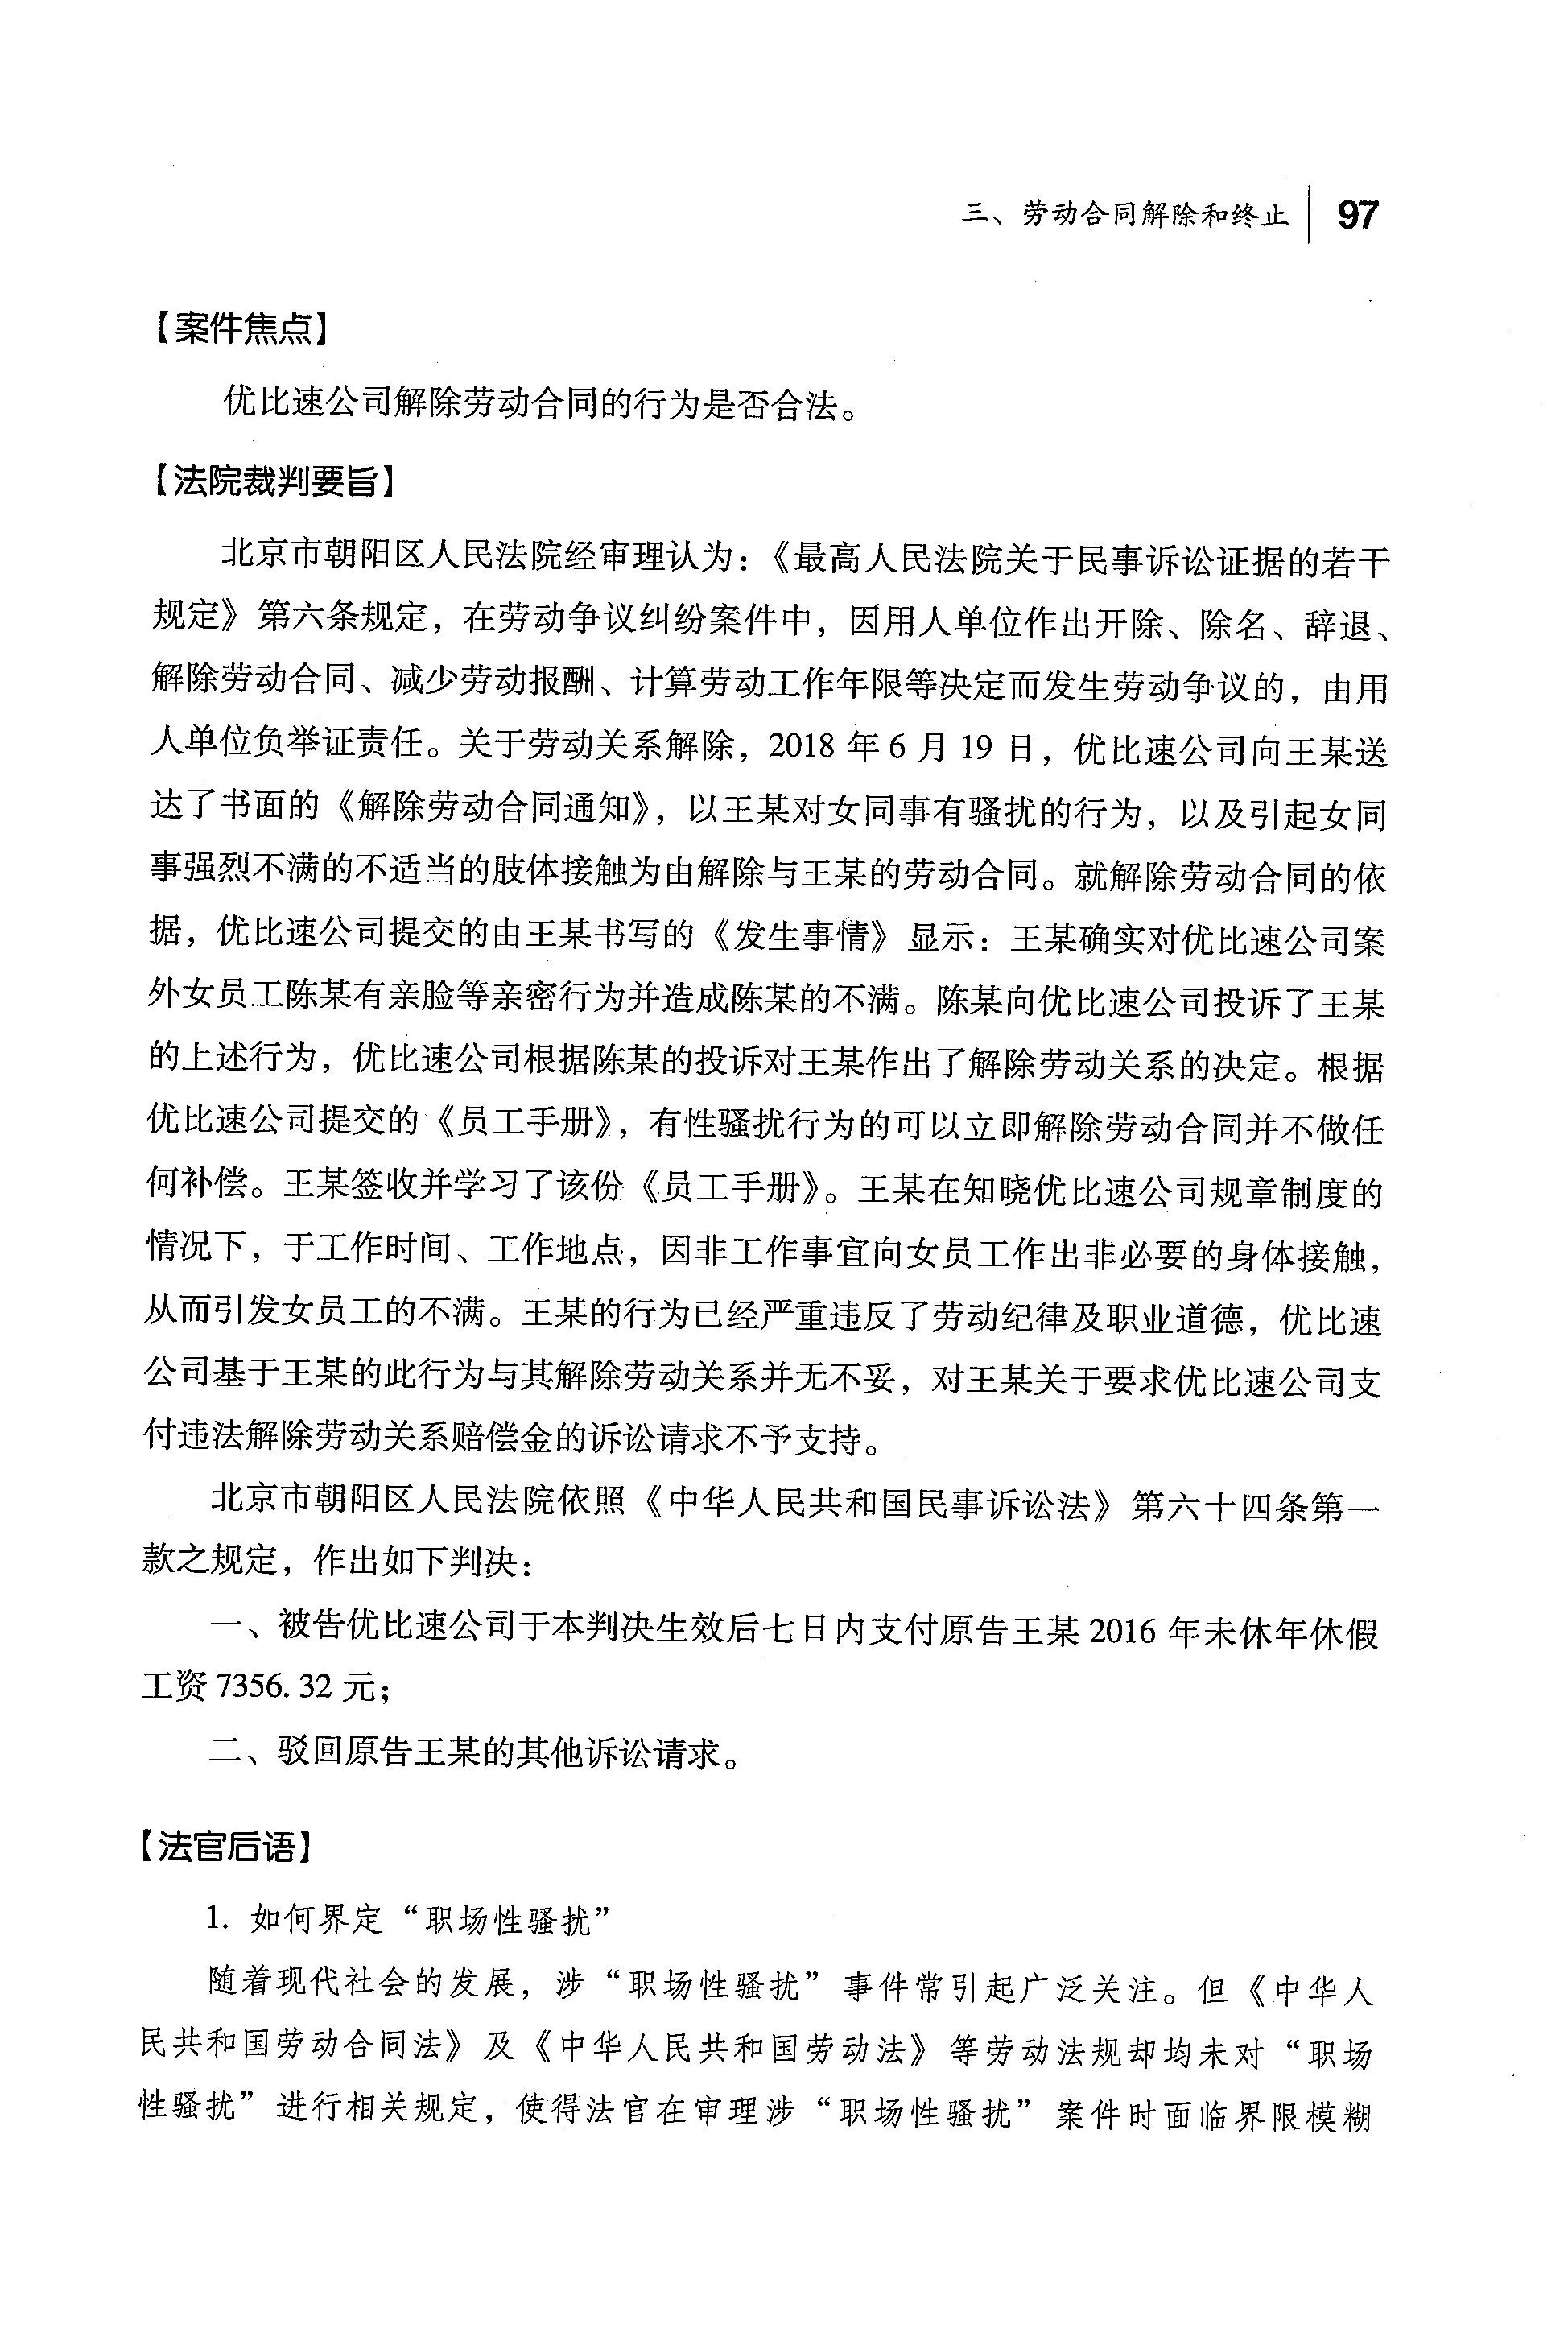 三、劳动合同解除和终止 97
【案件焦点】
优比速公司解除劳动合同的行为是否合法。
【法院裁判要旨】
北京市朝阳区人民法院经审理认为：《最高人民法院关于民事诉讼证据的若干
规定》第六条规定，在劳动争议纠纷案件中，因用人单位作出开除、除名、辞退、
解除劳动合同、减少劳动报酬、计算劳动工作年限等决定而发生劳动争议的，由用
人单位负举证责任。关于劳动关系解除，2018 年 6 月 19 日，优比速公司向王某送
达了书面的《解除劳动合同通知》，以王某对女同事有骚扰的行为，以及引起女同
事强烈不满的不适当的肢体接触为由解除与王某的劳动合同。就解除劳动合同的依
据，优比速公司提交的由王某书写的《发生事情》显示：王某确实对优比速公司案
外女员工陈某有亲脸等亲密行为并造成陈某的不满。陈某向优比速公司投诉了王某
的上述行为，优比速公司根据陈某的投诉对王某作出了解除劳动关系的决定。根据
优比速公司提交的《员工手册》，有性骚扰行为的可以立即解除劳动合同并不做任
何补偿。王某签收并学习了该份《员工手册》。王某在知晓优比速公司规章制度的
情况下，于工作时间、工作地点，因非工作事宜向女员工作出非必要的身体接触，
从而引发女员工的不满。王某的行为已经严重违反了劳动纪律及职业道德，优比速
公司基于王某的此行为与其解除劳动关系并无不妥，对王某关于要求优比速公司支
付违法解除劳动关系赔偿金的诉讼请求不予支持。
北京市朝阳区人民法院依照《中华人民共和国民事诉讼法》第六十四条第一
款之规定，作出如下判决：
一、被告优比速公司于本判决生效后七日内支付原告王某 2016 年未休年休假
工资 7356.32 元；
二、驳回原告王某的其他诉讼请求。
【法官后语】
1. 如何界定“职场性骚扰”
随着现代社会的发展，涉“职场性骚扰”事件常引起广泛关注。但《中华人
民共和国劳动合同法》及《中华人民共和国劳动法》等劳动法规却均未对“职场
性骚扰”进行相关规定，使得法官在审理涉“职场性骚扰”案件时面临界限模糊